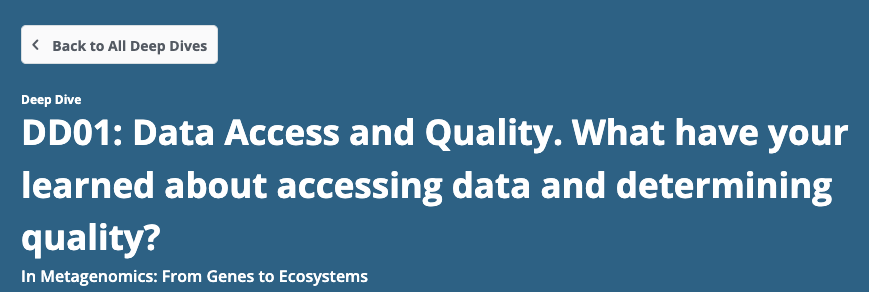 Back to All Deep Dives
Deep Dive
DD01: Data Access and Quality. What have your
learned about accessing data and determining
quality?
In Metagenomics: From Genes to Ecosystems